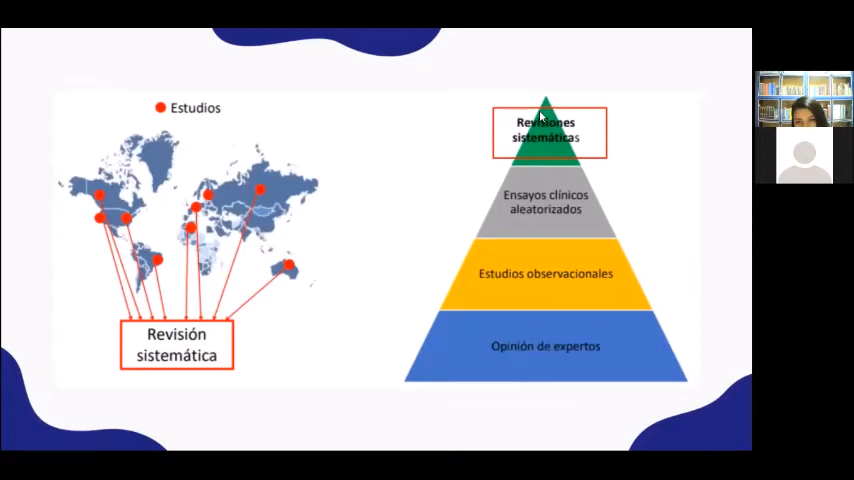 Estudios
Revisión
sistemática
Revisiones
sistemáticas
Ensayos clínicos
aleatorizados
Estudios observacionales
Opinión de expertos